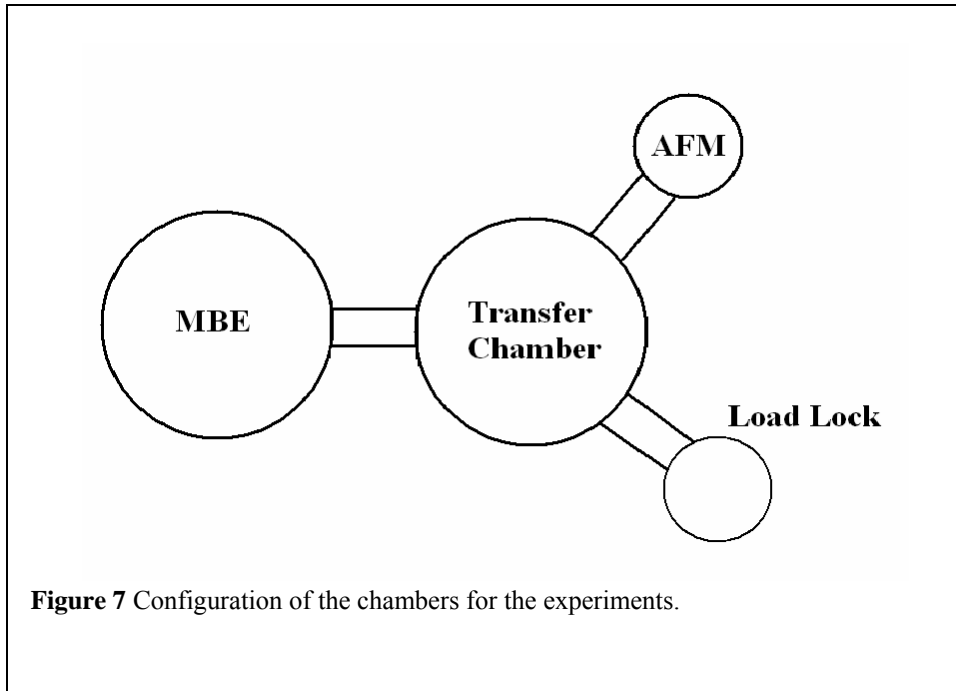 AFM
MBE
Transfer
Chamber
Load Lock
Figure 7 Configuration of the chambers for the experiments.